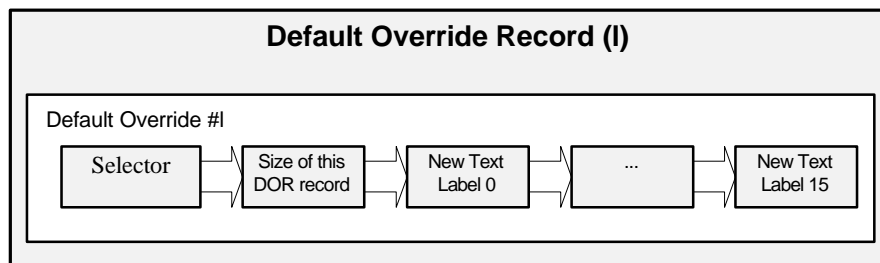 Default Override Record (l)
Default Override #l
Selector
Size of this
DOR record
New Text
Label 0
...
New Text
Label 15